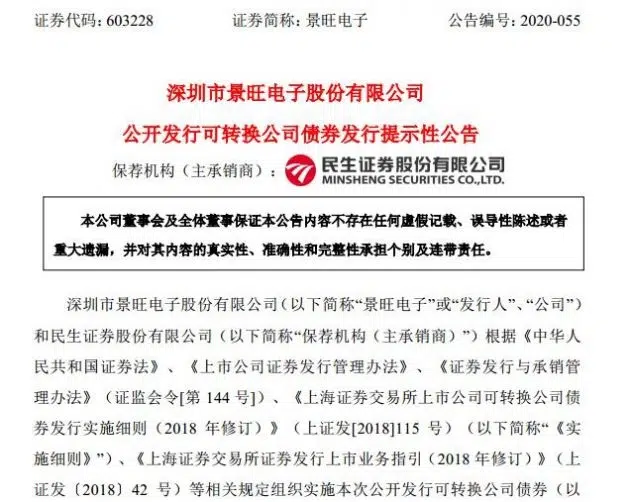 证券代码：603228 证券简称：景旺电子 公告编号：2020-055
深圳市景旺电子股份有限公司
公开发行可转换公司债券发行提示性公告
保荐机构（主承销商）：民生证券股份有限公司
MINSHENG SECURITIES CO.,LTD.
本公司董事会及全体董事保证本公告内容不存在任何虚假记载、误导性陈述或者
重大遗漏，并对其内容的真实性、准确性和完整性承担个别及连带责任。
深圳市景旺电子股份有限公司（以下简称“景旺电子”或“发行人”、“公司”）
和民生证券股份有限公司（以下简称“保荐机构（主承销商）”）根据《中华人
民共和国证券法》、《上市公司证券发行管理办法》、《证券发行与承销管
理办法》（证监会令[第 144 号]）、《上海证券交易所上市公司可转换公司债
券发行实施细则（2018 年修订）》（上证发[2018]115 号）（以下简称“《实
施细则》”）、《上海证券交易所证券发行上市业务指引（2018 年修订）》（上
证发〔2018〕42 号）等相关规定组织实施本次公开发行可转换公司债券（以